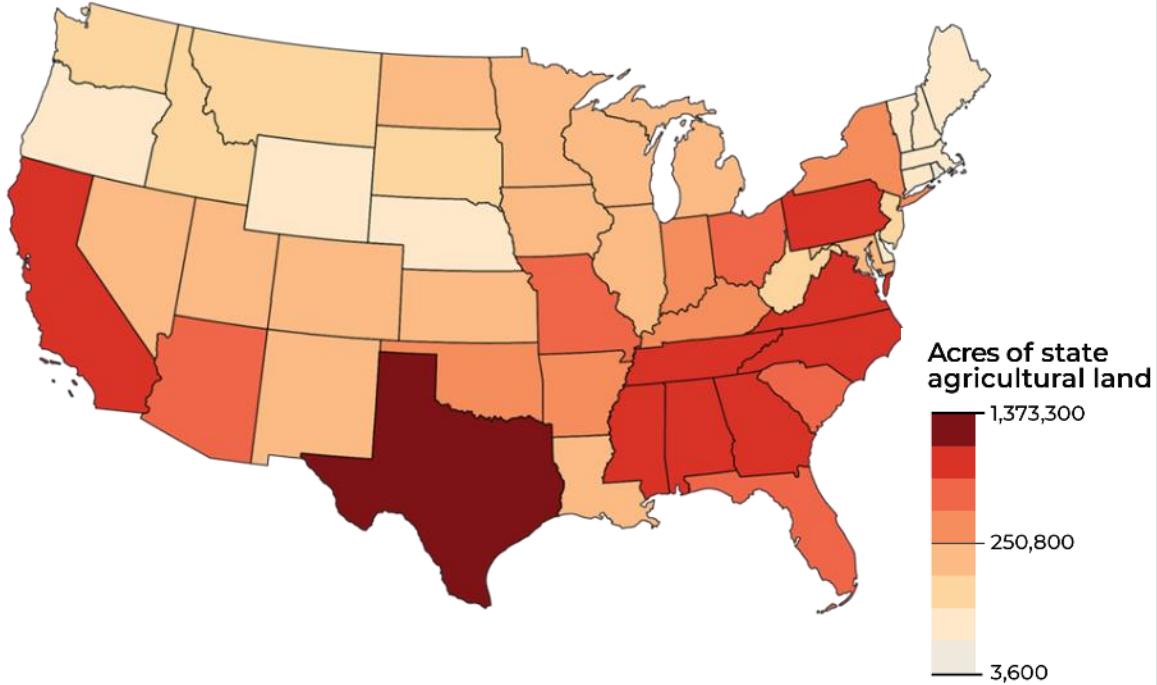 Acres of state
agricultural land
1,373,300
250,800
3,600